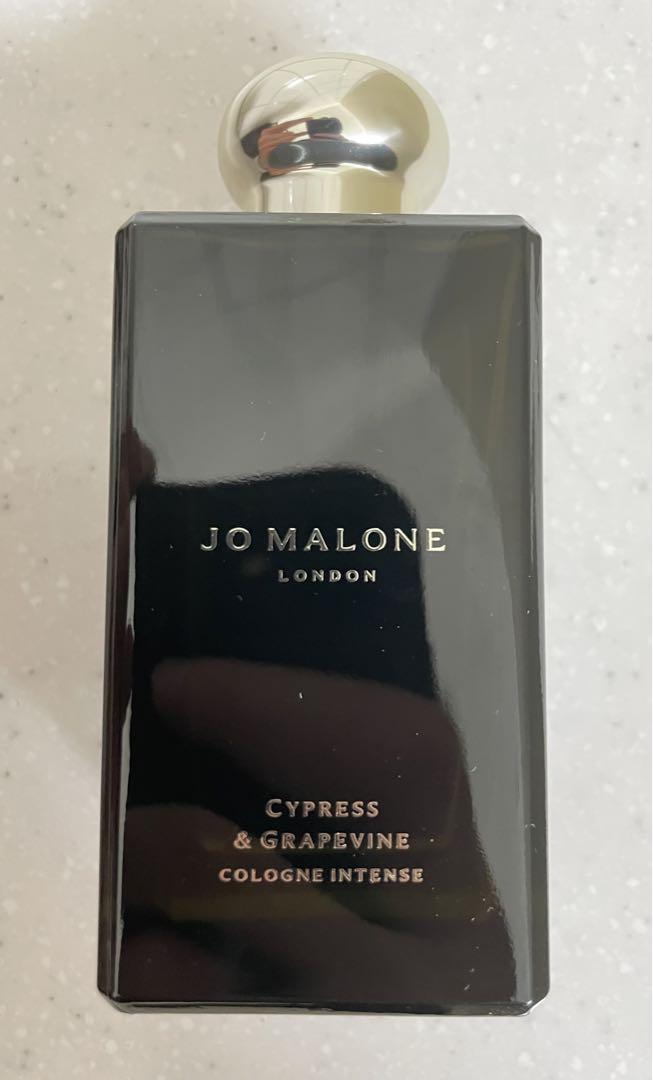 JO MALONE
LONDON
CYPRESS
& GRAPEVINE
COLOGNE INTENSE